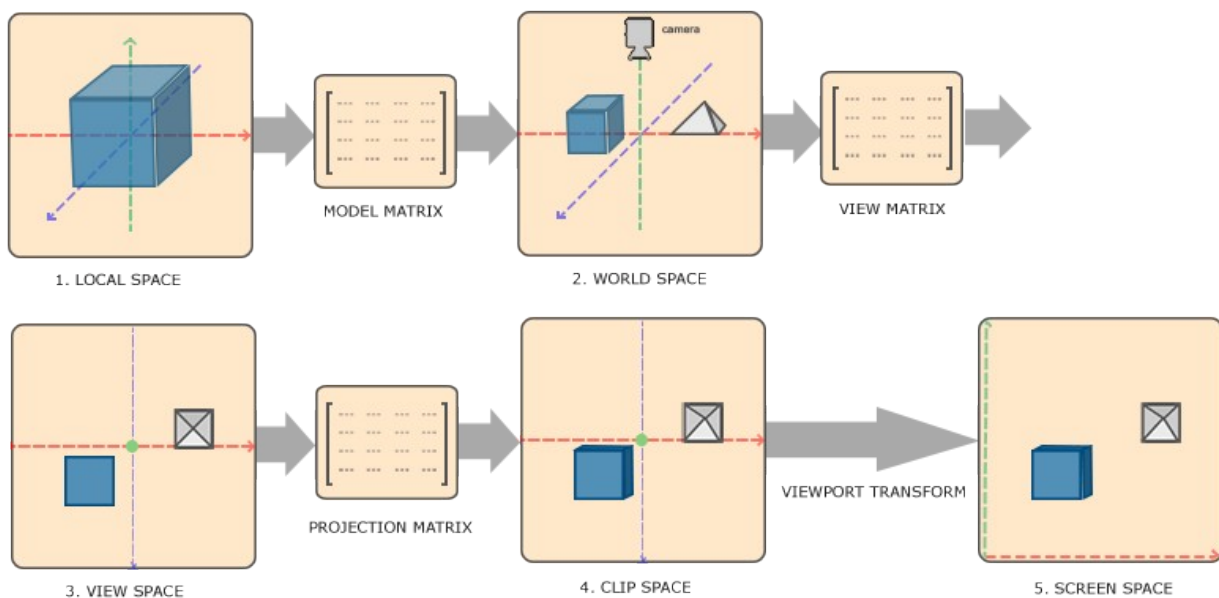 camera
MODEL MATRIX
VIEW MATRIX
1. LOCAL SPACE
2. WORLD SPACE
PROJECTION MATRIX
VIEWPORT TRANSFORM
3. VIEW SPACE
4. CLIP SPACE
5. SCREEN SPACE